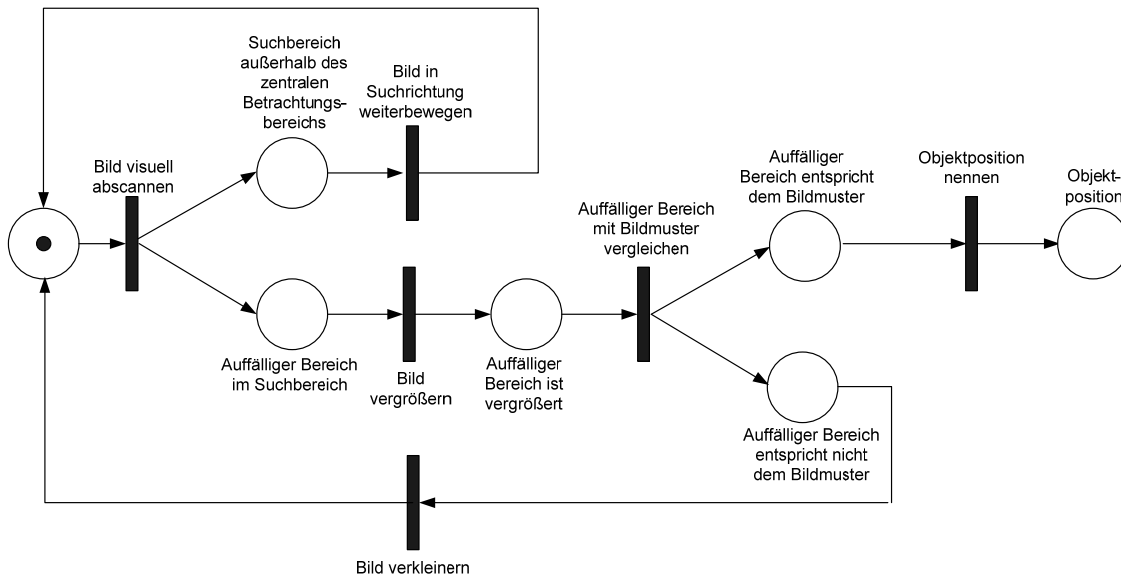 Suchbereich
außerhalb des
zentralen
Betrachtungs-
bereichs
Bild in
Suchrichtung
weiterbewegen
Bild visuell
abscannen
Auffälliger
Bereich entspricht
dem Bildmuster
Objektposition
nennen
Objekt-
position
Auffälliger Bereich
mit Bildmuster
vergleichen
Auffälliger Bereich
im Suchbereich
Bild
vergrößern
Auffälliger
Bereich ist
vergrößert
Auffälliger Bereich
entspricht nicht
dem Bildmuster
Bild verkleinern